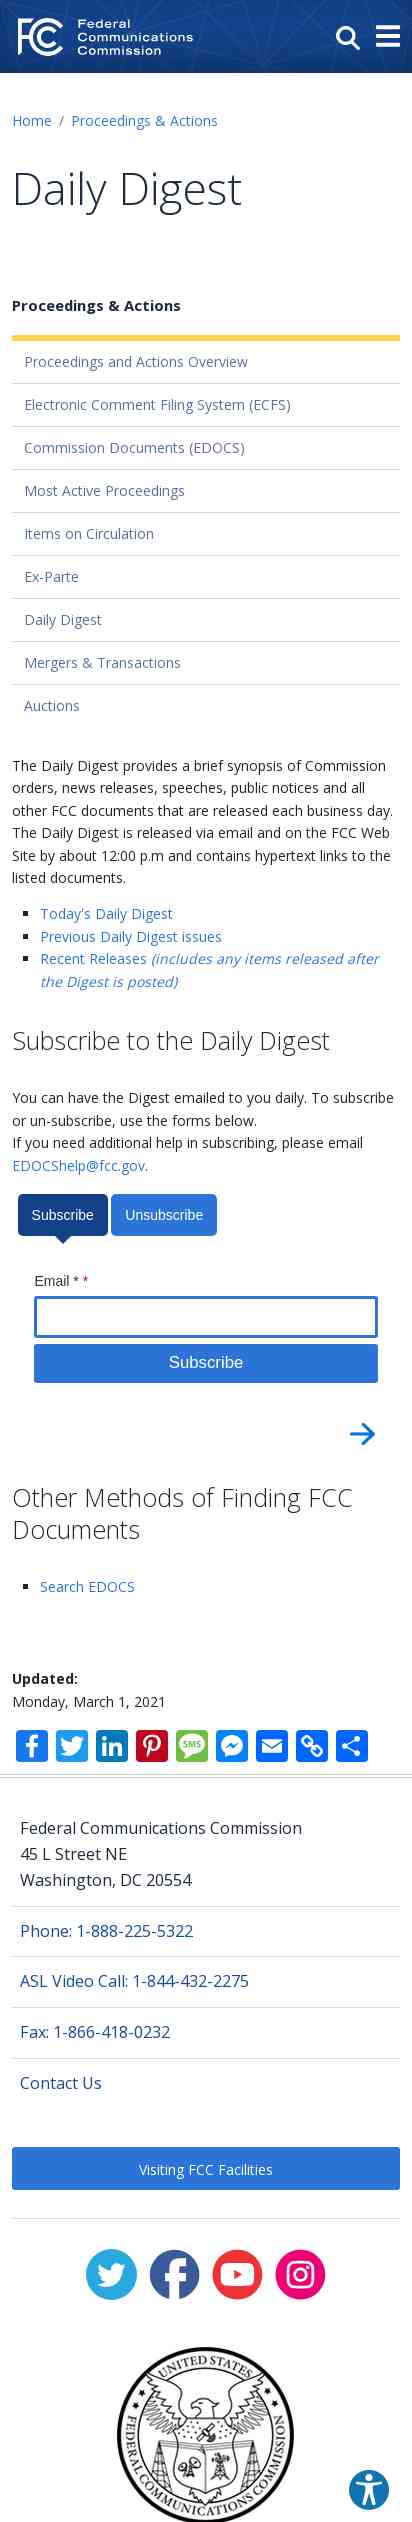 Federal
Communications
Commission
FCC
Home / Proceedings & Actions
Daily Digest
Proceedings & Actions
Proceedings and Actions Overview
Electronic Comment Filing System (ECFS)
Commission Documents (EDOCS)
Most Active Proceedings
Items on Circulation
Ex-Parte
Daily Digest
Mergers & Transactions
Auctions
The Daily Digest provides a brief synopsis of Commission
orders, news releases, speeches, public notices and all
other FCC documents that are released each business day.
The Daily Digest is released via email and on the FCC Web
Site by about 12:00 p.m and contains hypertext links to the
listed documents.
Today's Daily Digest
Previous Daily Digest issues
Recent Releases (includes any items released after
the Digest is posted)
Subscribe to the Daily Digest
You can have the Digest emailed to you daily. To subscribe
or un-subscribe, use the forms below.
If you need additional help in subscribing, please email
EDOCShelp@fcc.gov.
Subscribe Unsubscribe
Email * *
Subscribe
Other Methods of Finding FCC
Documents
Search EDOCS
Updated:
Monday, March 1, 2021
SMS
Federal Communications Commission
45 L Street NE
Washington, DC 20554
Phone: 1-888-225-5322
ASL Video Call: 1-844-432-2275
Fax: 1-866-418-0232
Contact Us
Visiting FCC Facilities
UNITED STATES
FEDERAL COMMUNICATIONS COMMISSION